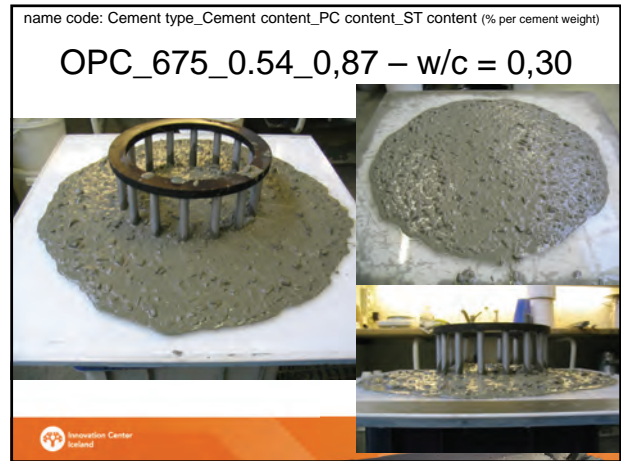 name code: Cement type_Cement content_PC content_ST content (% per cement weight)
OPC_675_0.54_0,87 – w/c = 0,30
Innovation Center
Iceland